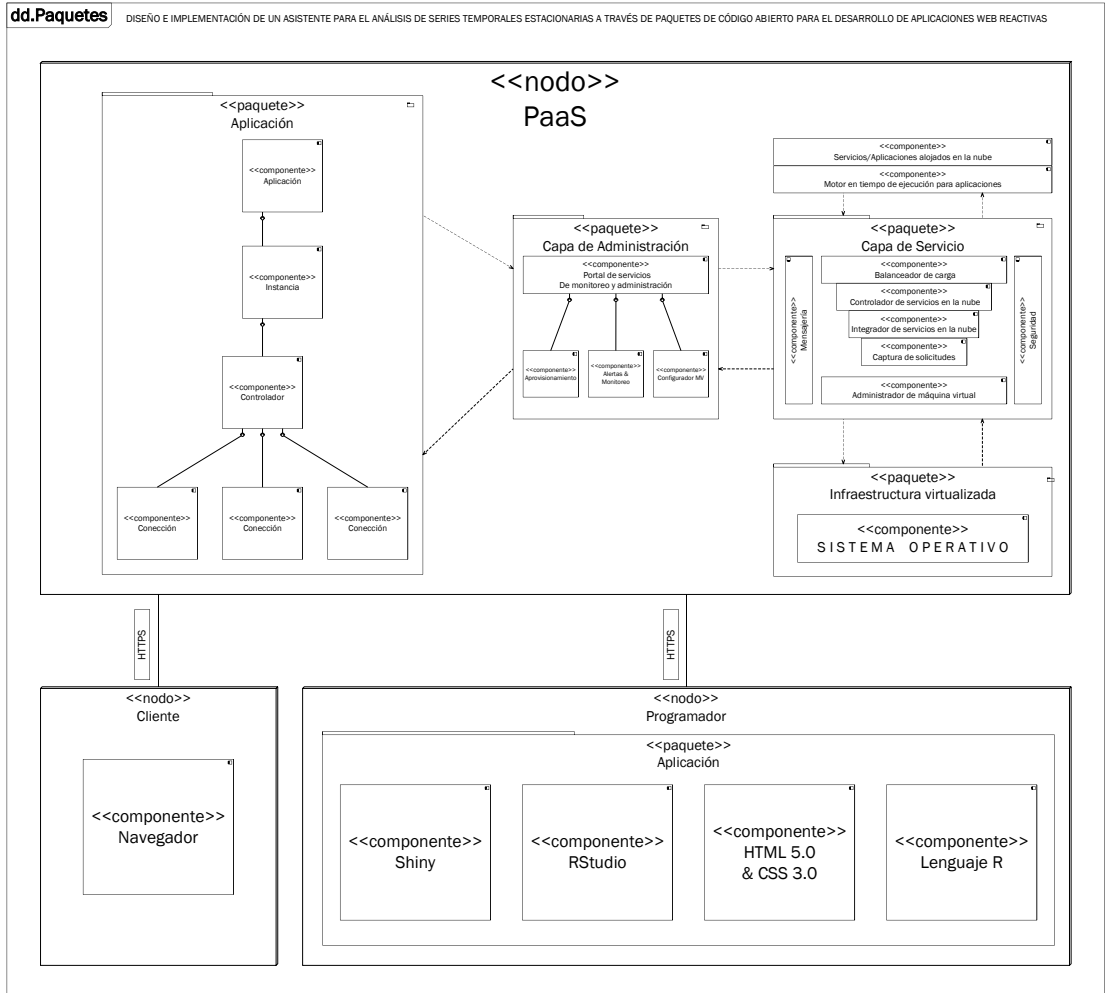 dd.Paquetes
DISEÑO E IMPLEMENTACIÓN DE UN ASISTENTE PARA EL ANÁLISIS DE SERIES TEMPORALES ESTACIONARIAS A TRAVÉS DE PAQUETES DE CÓDIGO ABIERTO PARA EL DESARROLLO DE APLICACIONES WEB REACTIVAS
<<nodo>>
PaaS
<<paquete>>
Aplicación
<<componente>>
Aplicación
<<componente>>
Instancia
<<componente>>
Controlador
<<componente>>
Conección
<<componente>>
Conección
<<componente>>
Conección
<<paquete>>
Capa de Administración
<<componente>>
Portal de servicios
De monitoreo y administración
<<componente>>
Aprovisionamiento
<<componente>>
Alertas &
Monitoreo
<<componente>>
Configurador MV
<<componente>>
Servicios/Aplicaciones alojados en la nube
<<componente>>
Motor en tiempo de ejecución para aplicaciones
<<paquete>>
Capa de Servicio
<<componente>>
Mensajería
<<componente>>
Balanceador de carga
<<componente>>
Controlador de servicios en la nube
<<componente>>
Integrador de servicios en la nube
<<componente>>
Captura de solicitudes
<<componente>>
Administrador de máquina virtual
<<componente>>
Seguridad
<<paquete>>
Infraestructura virtualizada
<<componente>>
SISTEMA OPERATIVO
HTTPS
HTTPS
<<nodo>>
Cliente
<<componente>>
Navegador
<<nodo>>
Programador
<<paquete>>
Aplicación
<<componente>>
Shiny
<<componente>>
RStudio
<<componente>>
HTML 5.0
& CSS 3.0
<<componente>>
Lenguaje R